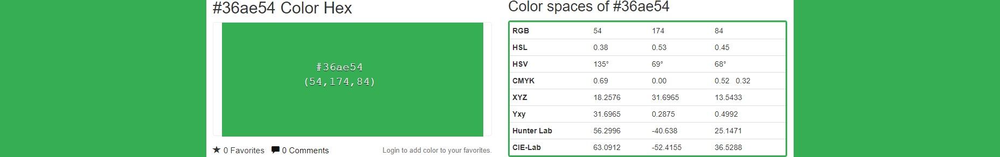 #36ae54 Color Hex
#36ae54
(54,174,84)
0 Favorites 0 Comments Login to add color to your favorites.
Color spaces of #36ae54
RGB 54 174 84
HSL 0.38 0.53 0.45
HSV 135° 69° 68°
CMYK 0.69 0.00 0.52 0.32
XYZ 18.2576 31.6965 13.5433
Yxy 31.6965 0.2875 0.4992
Hunter Lab 56.2996 -40.638 25.1471
CIE-Lab 63.0912 -52.4155 36.5288